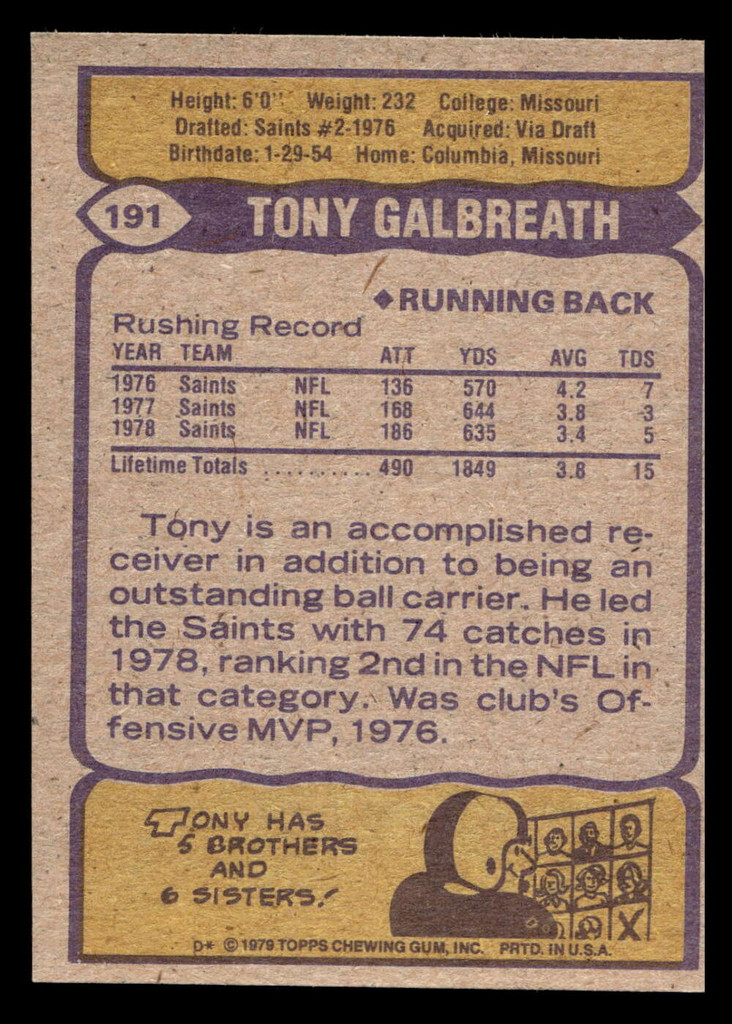 Height: 6'0" Weight: 232 College: Missouri
Drafted: Saints #2-1976 Acquired: Via Draft
Birthdate: 1-29-54 Home: Columbia, Missouri
191 TONY GALBREATH
◆RUNNING BACK
Rushing Record
YEAR TEAM ATT YDS AVG TDS
1976 Saints NFL 136 570 4.2 7
1977 Saints NFL 168 644 3.8 3
1978 Saints NFL 186 635 3.4 5
Lifetime Totals .......... 490 1849 3.8 15
Tony is an accomplished re-
ceiver in addition to being an
outstanding ball carrier. He led
the Saints with 74 catches in
1978, ranking 2nd in the NFL in
that category. Was club's Of-
fensive MVP, 1976.
TONY HAS
5 BROTHERS
AND
6 SISTERS!
X
D* © 1979 TOPPS CHEWING GUM, INC. PRTD. IN U.S.A.